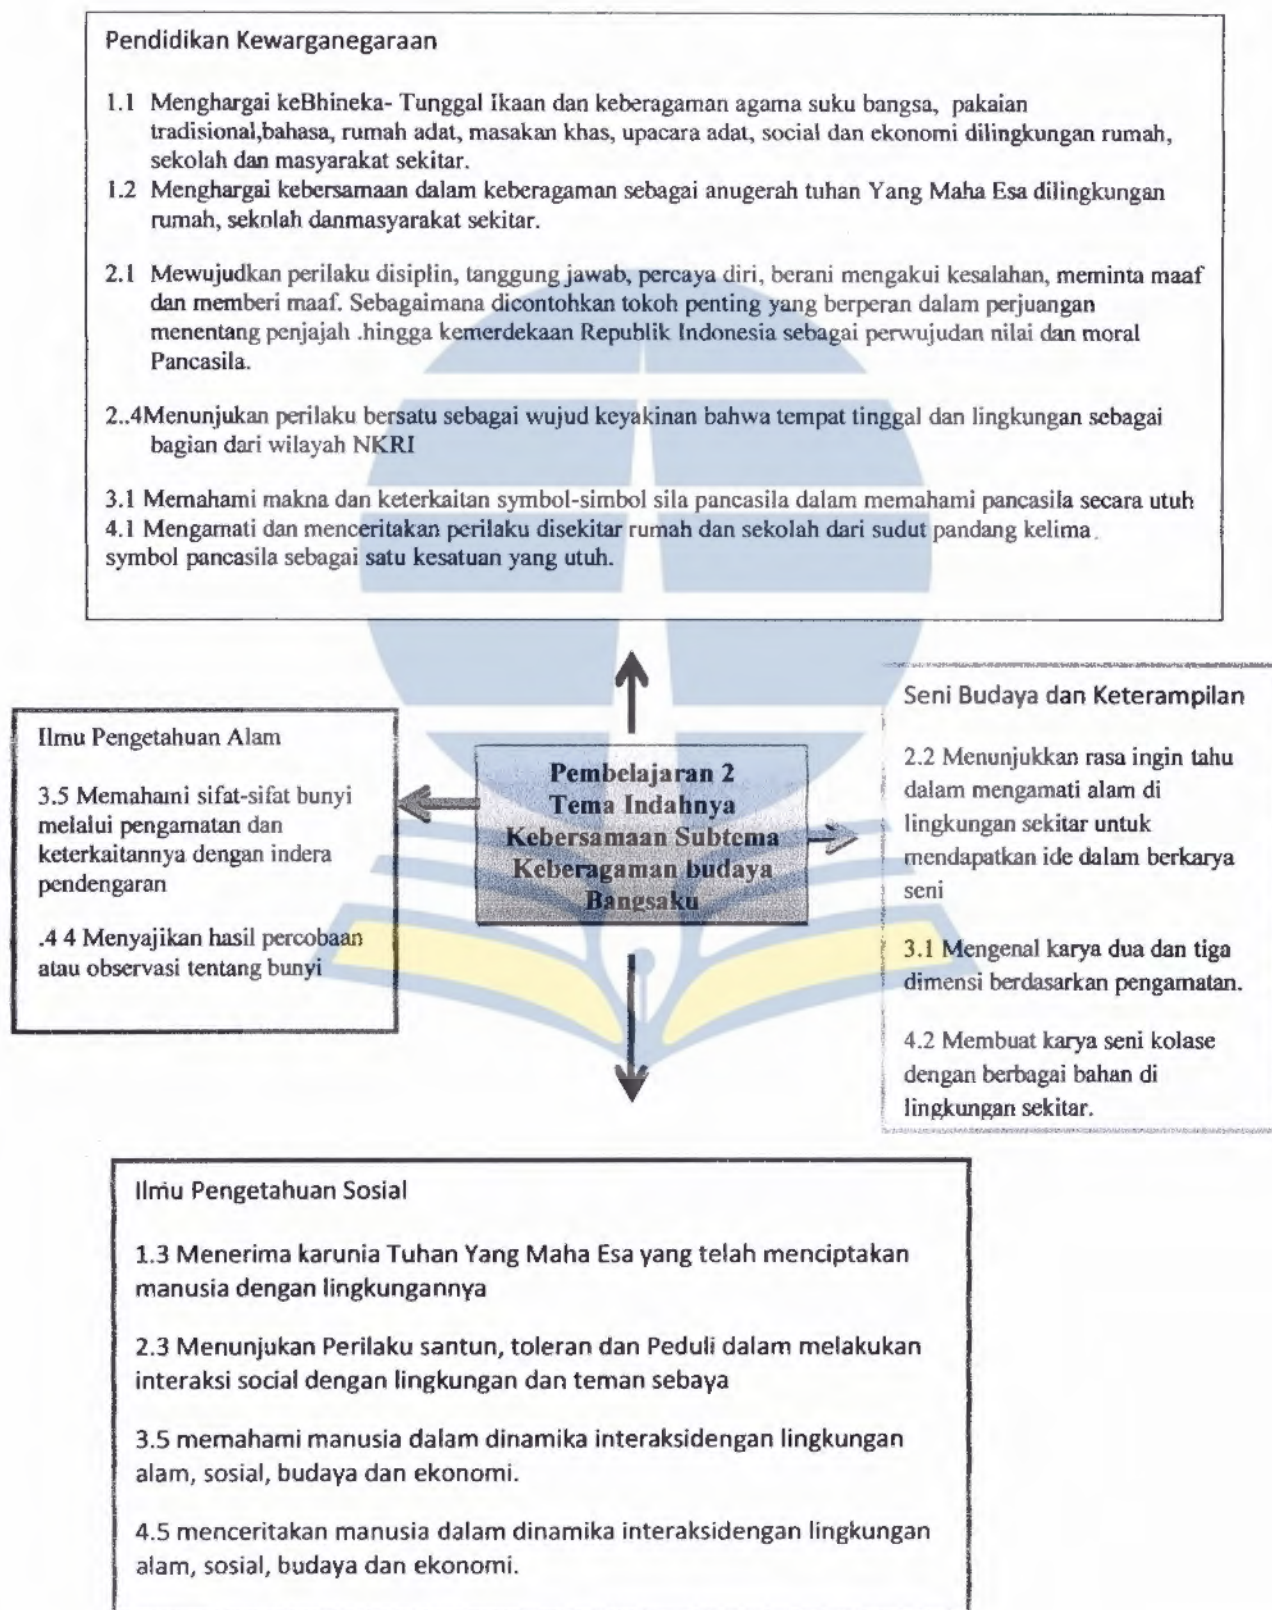 Pendidikan Kewarganegaraan
1.1 Menghargai keBhineka- Tunggal Ikaan dan keberagaman agama suku bangsa, pakaian
tradisional,bahasa, rumah adat, masakan khas, upacara adat, social dan ekonomi dilingkungan rumah,
sekolah dan masyarakat sekitar.
1.2 Menghargai kebersamaan dalam keberagaman sebagai anugerah tuhan Yang Maha Esa dilingkungan
rumah, sekolah danmasyarakat sekitar.
2.1 Mewujudkan perilaku disiplin, tanggung jawab, percaya diri, berani mengakui kesalahan, meminta maaf
dan memberi maaf. Sebagaimana dicontohkan tokoh penting yang berperan dalam perjuangan
menentang penjajah .hingga kemerdekaan Republik Indonesia sebagai perwujudan nilai dan moral
Pancasila.
2..4Menunjukan perilaku bersatu sebagai wujud keyakinan bahwa tempat tinggal dan lingkungan sebagai
bagian dari wilayah NKRI
3.1 Memahami makna dan keterkaitan symbol-simbol sila pancasila dalam memahami pancasila secara utuh
4.1 Mengamati dan menceritakan perilaku disekitar rumah dan sekolah dari sudut pandang kelima
symbol pancasila sebagai satu kesatuan yang utuh.
Ilmu Pengetahuan Alam
3.5 Memahami sifat-sifat bunyi
melalui pengamatan dan
keterkaitannya dengan indera
pendengaran
.4 4 Menyajikan hasil percobaan
atau observasi tentang bunyi
Pembelajaran 2
Tema Indahnya
Kebersamaan Subtema
Keberagaman budaya
Bangsaku
Seni Budaya dan Keterampilan
2.2 Menunjukkan rasa ingin tahu
dalam mengamati alam di
lingkungan sekitar untuk
mendapatkan ide dalam berkarya
seni
3.1 Mengenal karya dua dan tiga
dimensi berdasarkan pengamatan.
4.2 Membuat karya seni kolase
dengan berbagai bahan di
lingkungan sekitar.
Ilmu Pengetahuan Sosial
1.3 Menerima karunia Tuhan Yang Maha Esa yang telah menciptakan
manusia dengan lingkungannya
2.3 Menunjukan Perilaku santun, toleran dan Peduli dalam melakukan
interaksi social dengan lingkungan dan teman sebaya
3.5 memahami manusia dalam dinamika interaksidengan lingkungan
alam, sosial, budaya dan ekonomi.
4.5 menceritakan manusia dalam dinamika interaksidengan lingkungan
alam, sosial, budaya dan ekonomi.